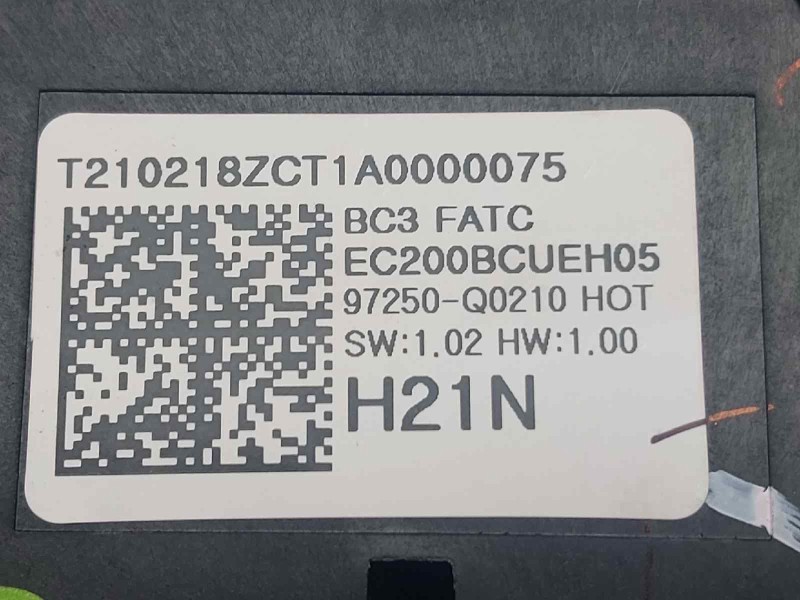 T210218ZCT1A0000075
BC3 FATC
EC200BCUEH05
97250-Q0210 HOT
SW:1.02 HW:1.00
H21N